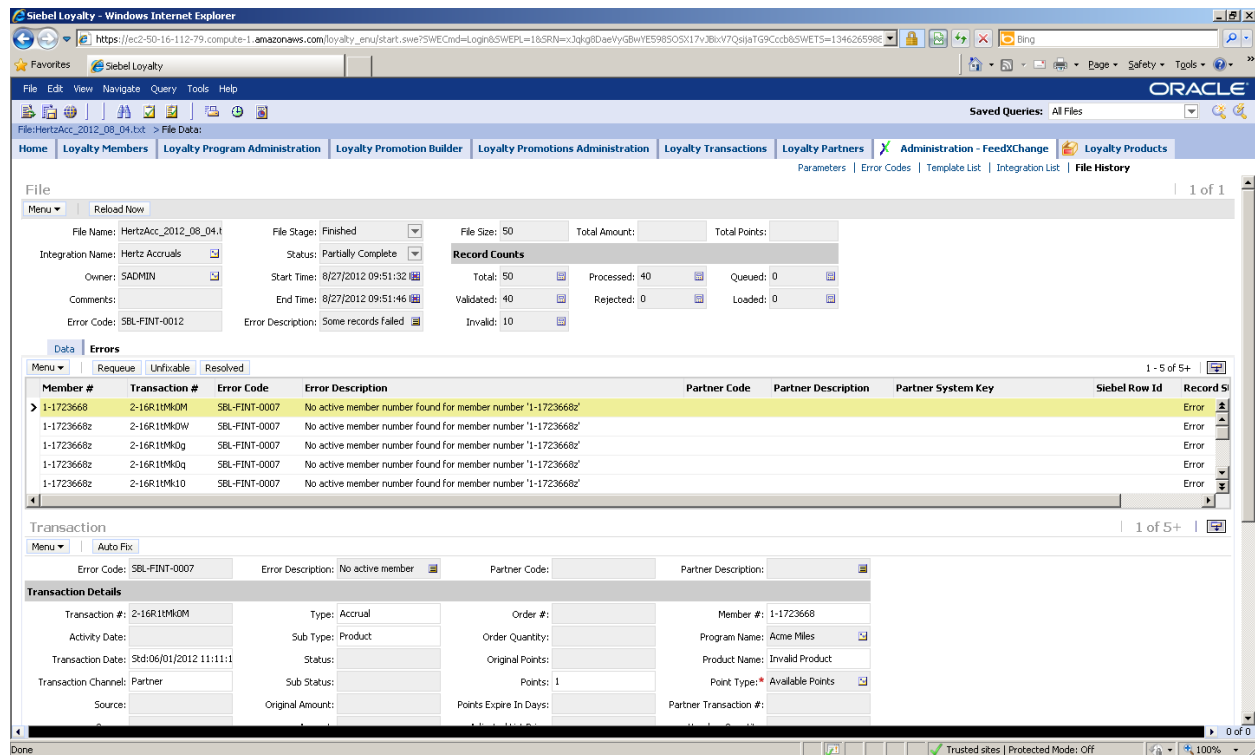 Siebel Loyalty - Windows Internet Explorer
https://ec2-50-16-112-79.compute-1.amazonaws.com/loyalty_enu/start.swe?SWECmd=Login&SWEPL=1&SRN= Bing
Favorites Siebel Loyalty Page Safety Tools
File Edit View Navigate Query Tools Help ORACLE
Saved Queries: All Files
File:HertzAcc_2012_08_04.txt > File Data:
Home Loyalty Members Loyalty Program Administration Loyalty Promotion Builder Loyalty Promotions Administration Loyalty Transactions Loyalty Partners Administration - FeedXChange Loyalty Products
Parameters | Error Codes | Template List | Integration List | File History
File 1 of 1
Menu Reload Now
File Name: HertzAcc_2012_08_04.t File Stage: Finished File Size: 50 Total Amount: Total Points:
Integration Name: Hertz Accruals Status: Partially Complete Record Counts
Owner: SADMIN Start Time: 8/27/2012 09:51:32 Total: 50 Processed: 40 Queued: 0
Comments: End Time: 8/27/2012 09:51:46 Validated: 40 Rejected: 0 Loaded: 0
Error Code: SBL-FINT-0012 Error Description: Some records failed Invalid: 10
Data Errors
Menu Requeue Unfixable Resolved 1 - 5 of 5+
Member # Transaction # Error Code Error Description Partner Code Partner Description Partner System Key Siebel Row Id Record S
1-1723668 2-16R1tMk0M SBL-FINT-0007 No active member number found for member number '1-1723668z' Error
1-1723668z 2-16R1tMk0W SBL-FINT-0007 No active member number found for member number '1-1723668z' Error
1-1723668z 2-16R1tMk0g SBL-FINT-0007 No active member number found for member number '1-1723668z' Error
1-1723668z 2-16R1tMk0q SBL-FINT-0007 No active member number found for member number '1-1723668z' Error
1-1723668z 2-16R1tMk10 SBL-FINT-0007 No active member number found for member number '1-1723668z' Error
Transaction 1 of 5+
Menu Auto Fix
Error Code: SBL-FINT-0007 Error Description: No active member Partner Code: Partner Description:
Transaction Details
Transaction #: 2-16R1tMk0M Type: Accrual Order #: Member #: 1-1723668
Activity Date: Sub Type: Product Order Quantity: Program Name: Acme Miles
Transaction Date: Std:06/01/2012 11:11:1 Status: Original Points: Product Name: Invalid Product
Transaction Channel: Partner Sub Status: Points: 1 Point Type:* Available Points
Source: Original Amount: Points Expire In Days: Partner Transaction #:
0 of 0
Done Trusted sites | Protected Mode: Off 100%